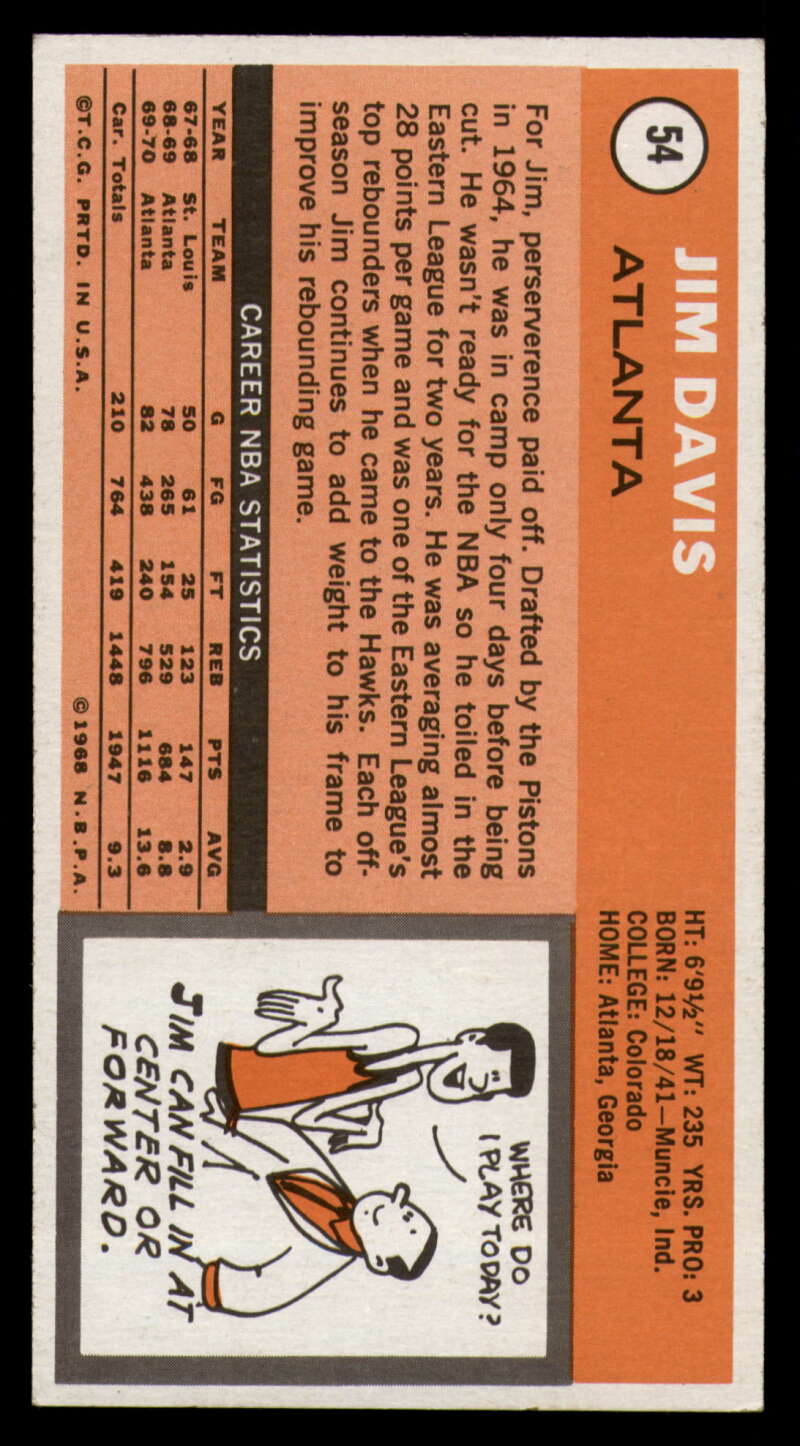 54
JIM DAVIS
ATLANTA
HT: 6'9½" WT: 235 YRS. PRO: 3
BORN: 12/18/41—Muncie, Ind.
COLLEGE: Colorado
HOME: Atlanta, Georgia
For Jim, perserverence paid off. Drafted by the Pistons
in 1964, he was in camp only four days before being
cut. He wasn't ready for the NBA so he toiled in the
Eastern League for two years. He was averaging almost
28 points per game and was one of the Eastern League's
top rebounders when he came to the Hawks. Each off-
season Jim continues to add weight to his frame to
improve his rebounding game.
CAREER NBA STATISTICS
YEAR TEAM G FG FT REB PTS AVG
67-68 St. Louis 50 61 25 123 147 2.9
68-69 Atlanta 78 265 154 529 684 8.8
69-70 Atlanta 82 438 240 796 1116 13.6
Car. Totals 210 764 419 1448 1947 9.3
©T.C.G. PRTD. IN U.S.A. ©1968 N.B.P.A.
WHERE DO
I PLAY TODAY?
JIM CAN FILL IN AT
CENTER OR
FORWARD.